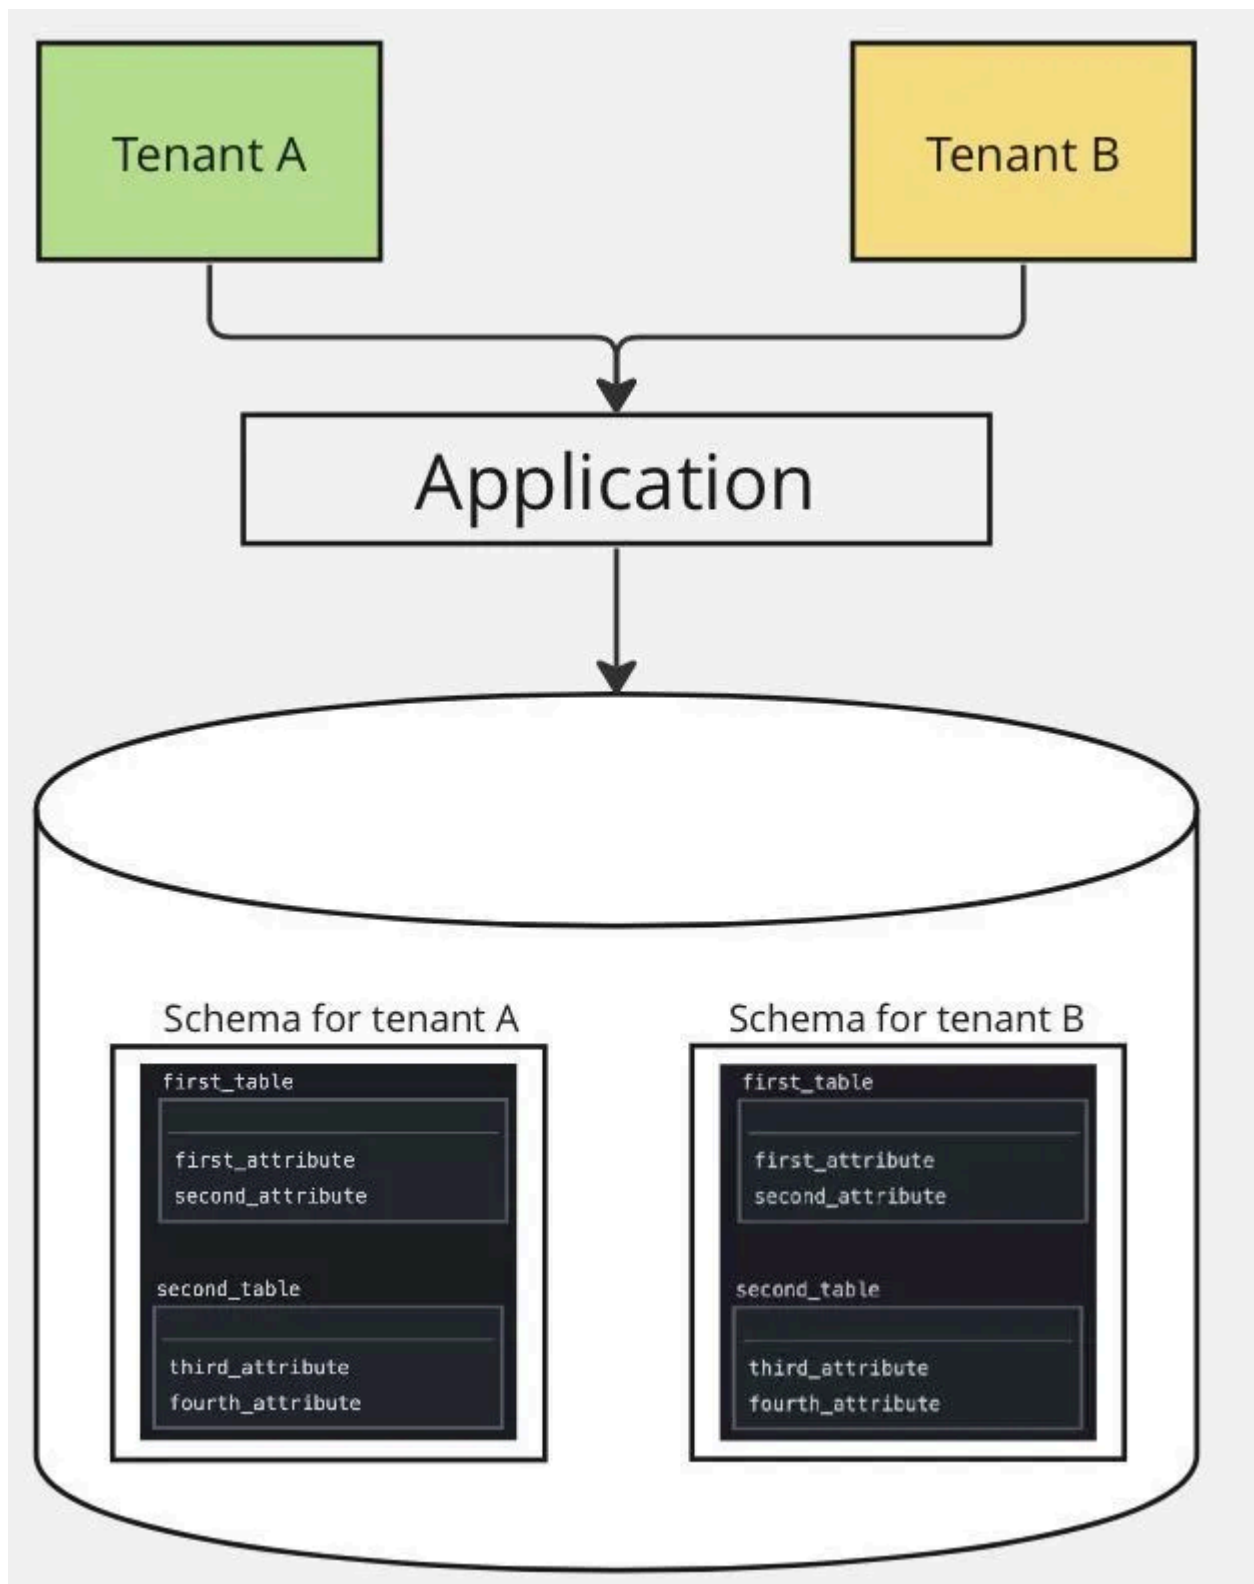 Tenant A
Tenant B
Application
Schema for tenant A
first_table
first_attribute
second_attribute
second_table
third_attribute
fourth_attribute
Schema for tenant B
first_table
first_attribute
second_attribute
second_table
third_attribute
fourth_attribute